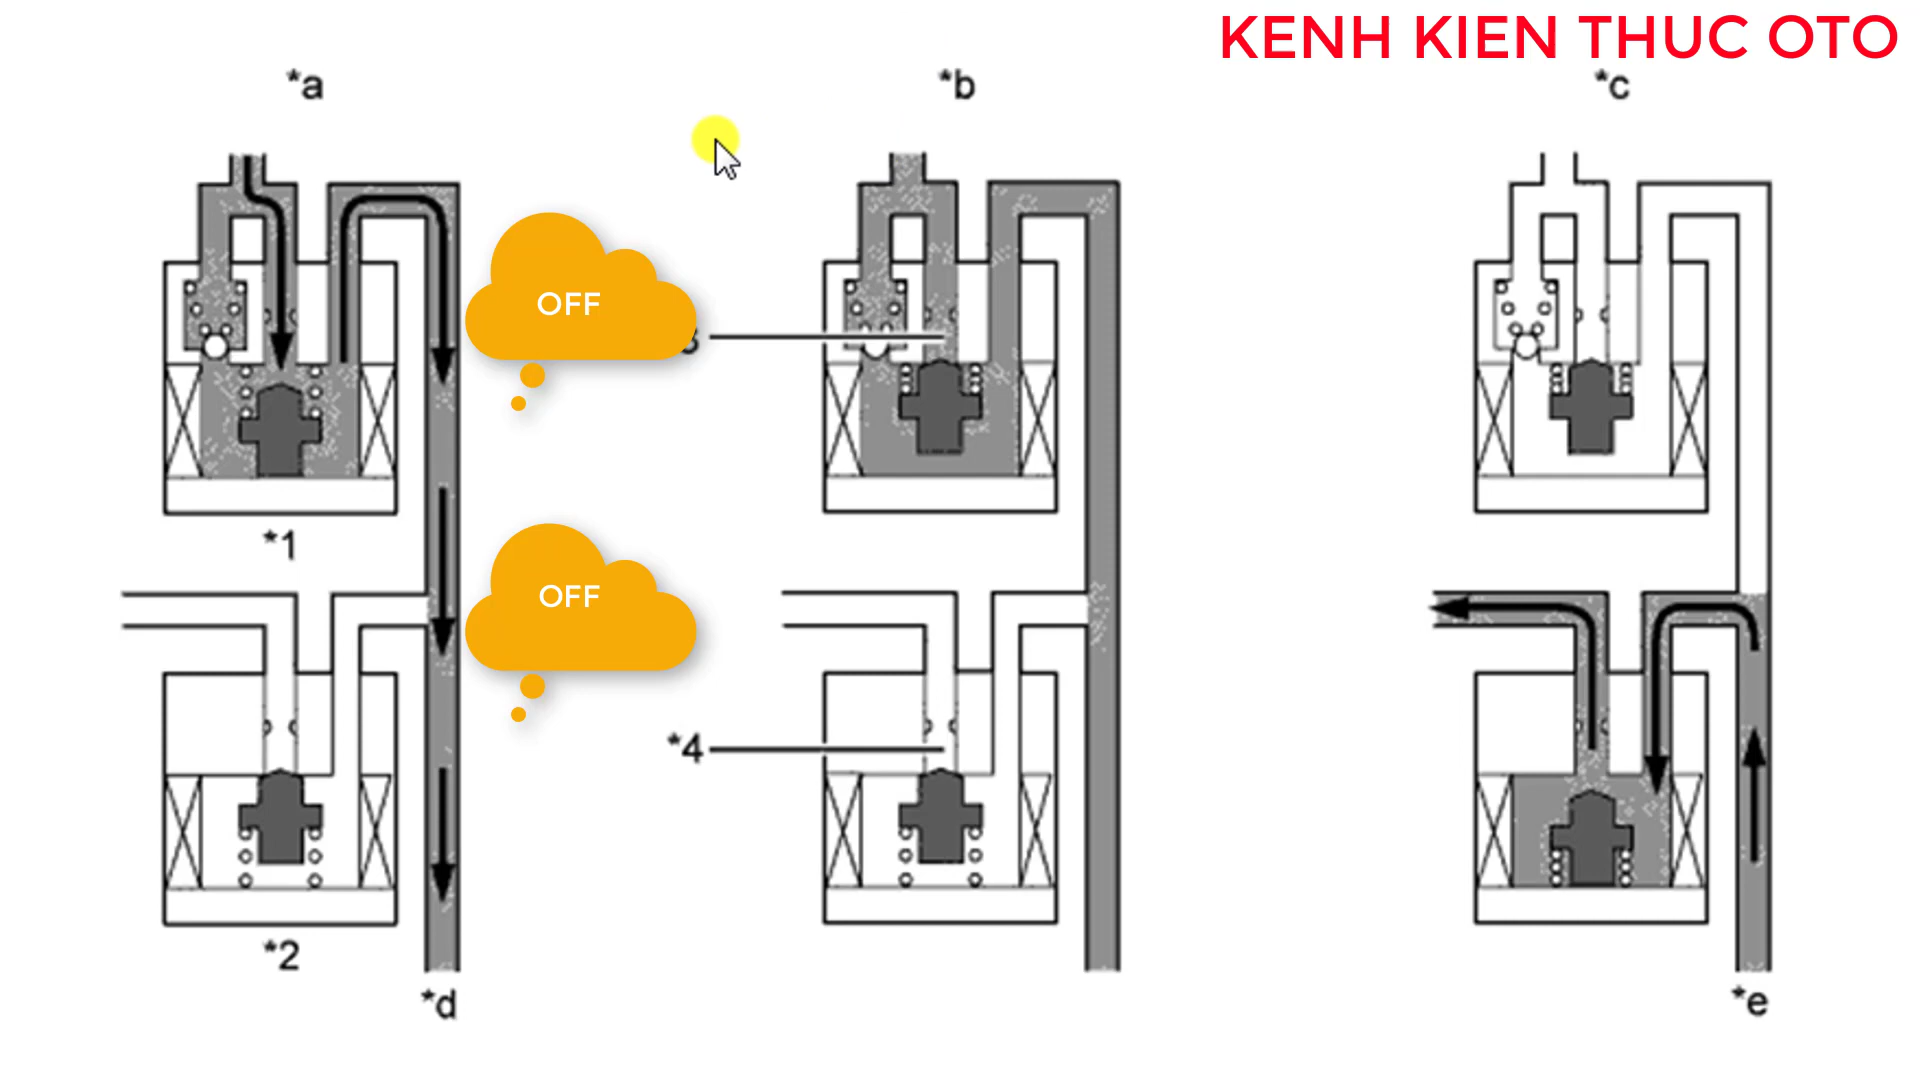 KENH KIEN THUC OTO
*a
*b
*c
OFF
*1
OFF
*4
*2
*d
*e